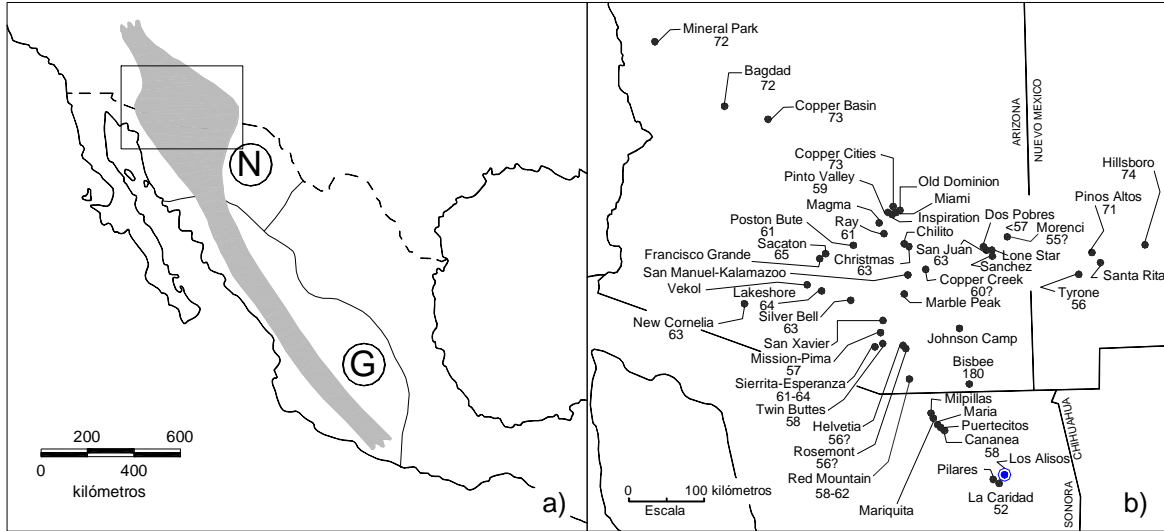 N
G
200
600
0
400
kilómetros
a)
Mineral Park
72
Bagdad
72
Copper Basin
73
ARIZONA
NUEVO MEXICO
Copper Cities
73
Pinto Valley
59
Old Dominion
Miami
Inspiration
Magma
Ray
61
Chilito
Poston Bute
61
Sacaton
65
Francisco Grande
Christmas
63
San Juan
63
Dos Pobres
57
Morenci
55?
Lone Star
Sanchez
Hillsboro
74
Pinos Altos
71
Santa Rita
Tyrone
56
San Manuel-Kalamazoo
Copper Creek
60?
Vekol
Lakeshore
64
Marble Peak
New Cornelia
63
Silver Bell
63
San Xavier
Mission-Pima
57
Johnson Camp
Bisbee
180
Sierrita-Esperanza
61-64
Twin Buttes
58
Helvetia
56?
Rosemont
56?
Red Mountain
58-62
Mariquita
Milpillas
Maria
Puertecitos
Cananea
58
Los Alisos
Pilares
La Caridad
52
SONORA
CHIHUAHUA
0
100 kilómetros
Escala
b)